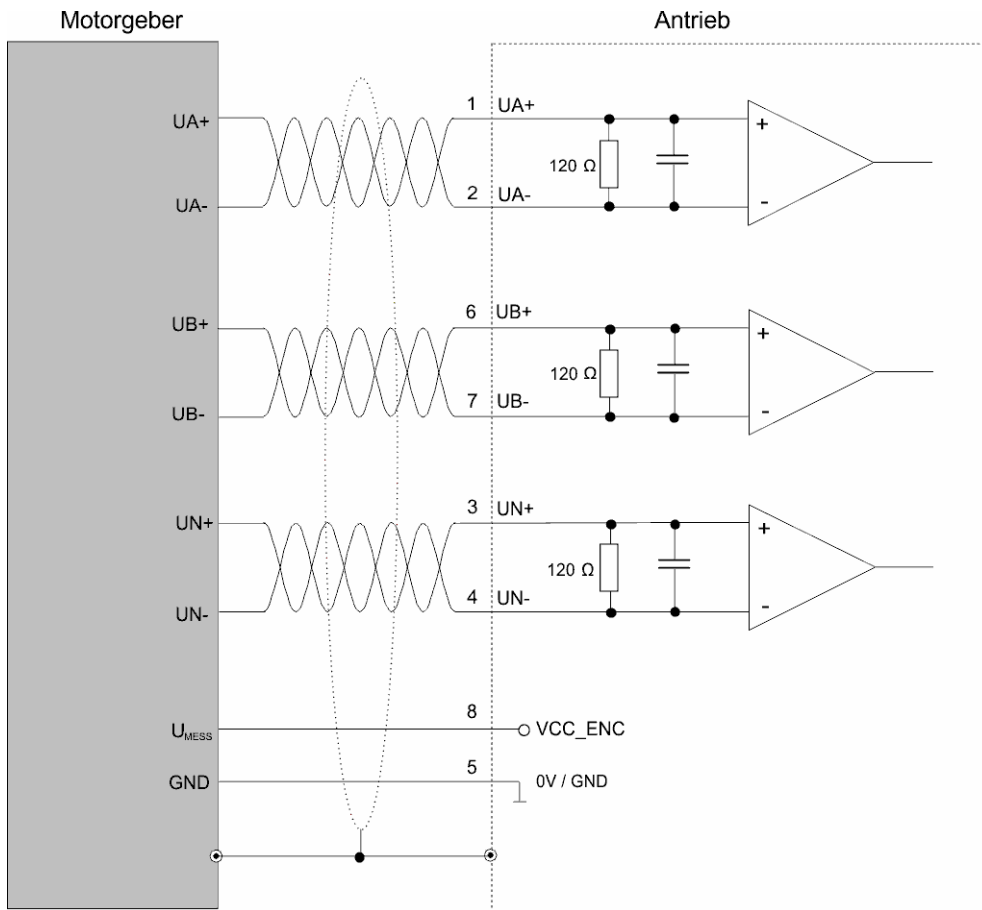 Motorgeber
Antrieb
UA+
1
UA+
+
120 Ω
UA-
2
UA-
-
UB+
6
UB+
+
120 Ω
UB-
7
UB-
-
UN+
3
UN+
+
120 Ω
UN-
4
UN-
-
UMESS
8
VCC_ENC
GND
5
0V / GND